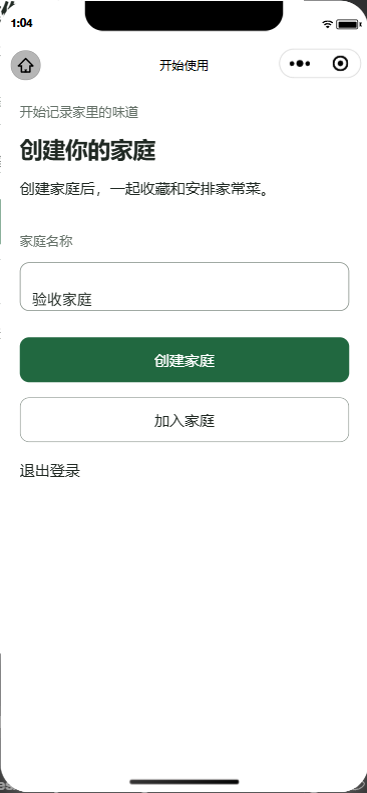 1:04
开始使用
开始记录家里的味道
创建你的家庭
创建家庭后，一起收藏和安排家常菜。
家庭名称
验收家庭
创建家庭
加入家庭
退出登录